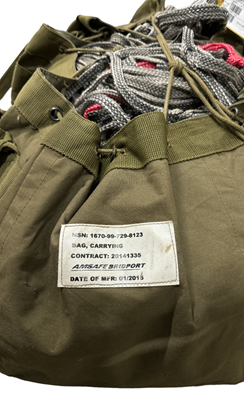 NSN: 1670-99-729-8123
BAG, CARRYING
CONTRACT: 20141335
AMSAFE BRIDPORT
DATE OF MFR: 01/2015